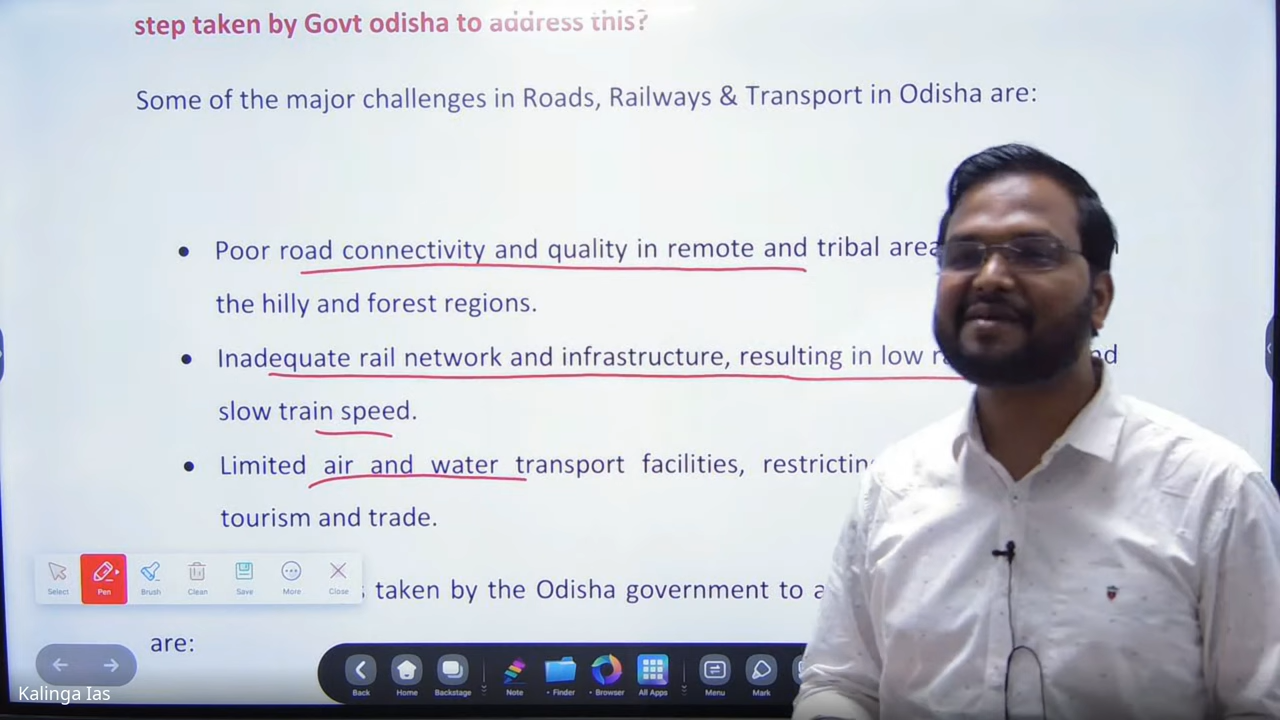 step taken by Govt odisha to address this?
Some of the major challenges in Roads, Railways & Transport in Odisha are:
• Poor road connectivity and quality in remote and tribal
the hilly and forest regions.
• Inadequate rail network and infrastructure, resulting in low
slow train speed.
• Limited air and water transport facilities,
tourism and trade.
taken by the Odisha government to
are:
Select Pen Brush Clean Save More Close
Back Home Backstage Note Finder Browser All Apps Menu Mark
Kalinga Ias